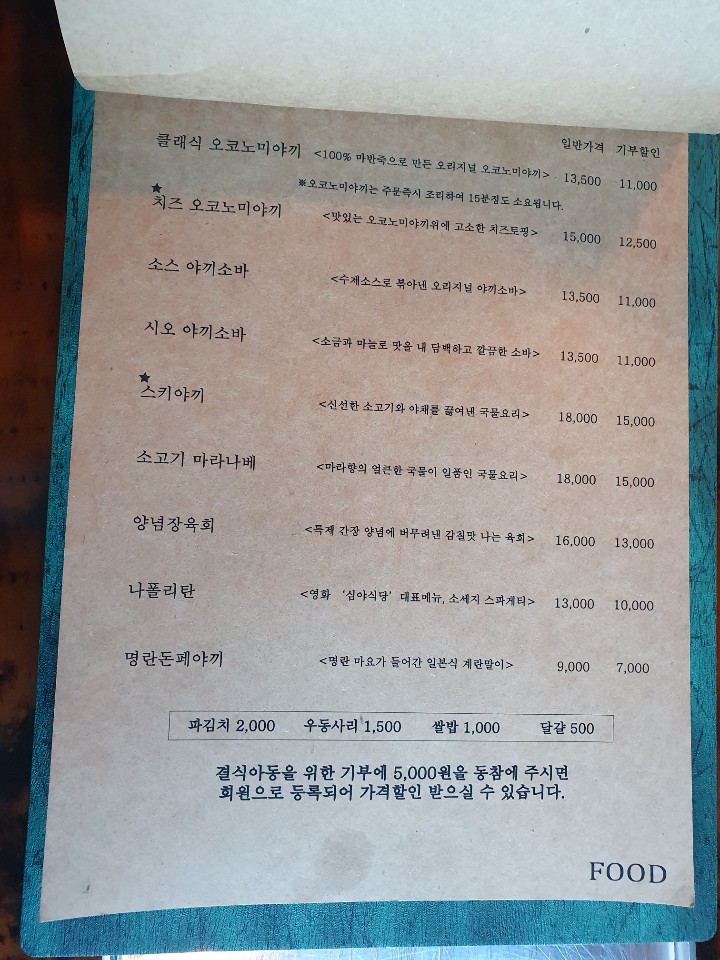 일반가격 기부할인
클래식 오코노미야끼 <100% 마반죽으로 만든 오리지널 오코노미야끼> 13,500 11,000
※오코노미야끼는 주문즉시 조리하여 15분정도 소요됩니다.
★
치즈 오코노미야끼 <맛있는 오코노미야끼위에 고소한 치즈토핑> 15,000 12,500
소스 야끼소바 <수제소스로 볶아낸 오리지널 야끼소바> 13,500 11,000
시오 야끼소바 <소금과 마늘로 맛을 내 담백하고 깔끔한 소바> 13,500 11,000
★
스키야끼 <신선한 소고기와 야채를 끓여낸 국물요리> 18,000 15,000
소고기 마라나베 <마라향의 얼큰한 국물이 일품인 국물요리> 18,000 15,000
양념장육회 <특제 간장 양념에 버무려낸 감칠맛 나는 육회> 16,000 13,000
나폴리탄 <영화 '심야식당' 대표메뉴, 소세지 스파게티> 13,000 10,000
명란돈페야끼 <명란 마요가 들어간 일본식 계란말이> 9,000 7,000
파김치 2,000 우동사리 1,500 쌀밥 1,000 달걀 500
결식아동을 위한 기부에 5,000원을 동참에 주시면
회원으로 등록되어 가격할인 받으실 수 있습니다.
FOOD